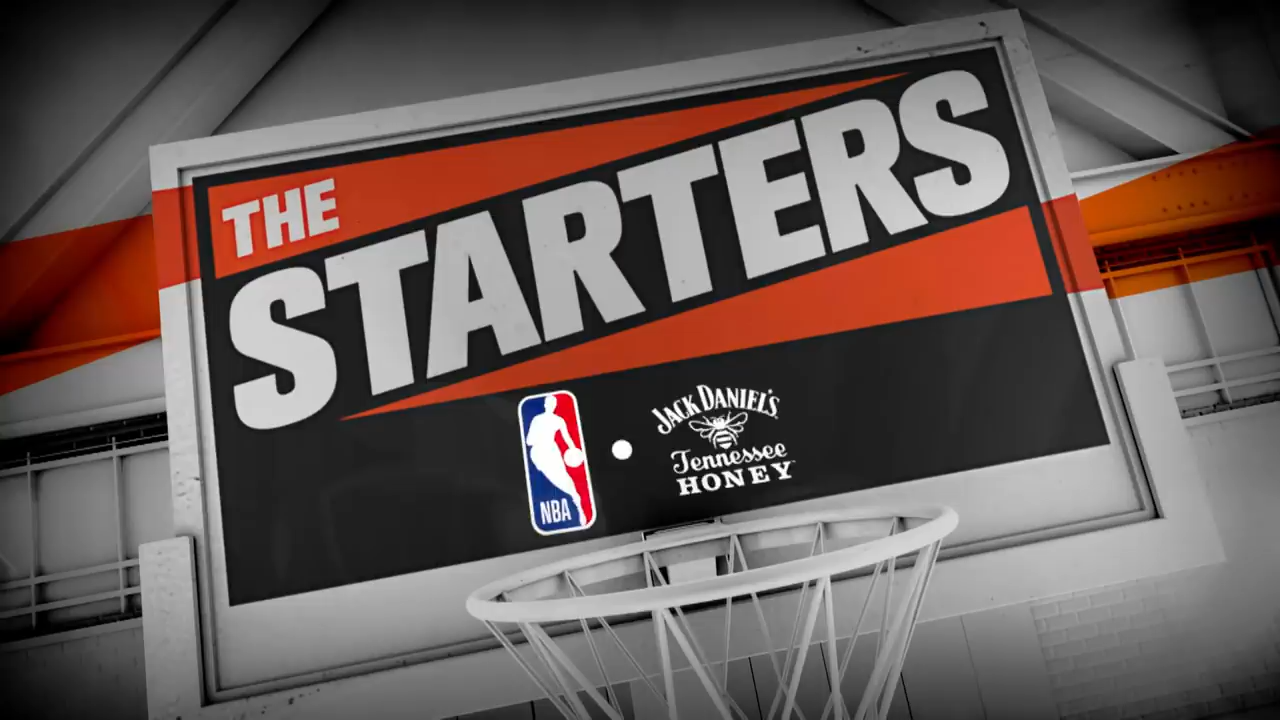 THE
STARTERS
NBA
JACK DANIEL'S
Tennessee
HONEY